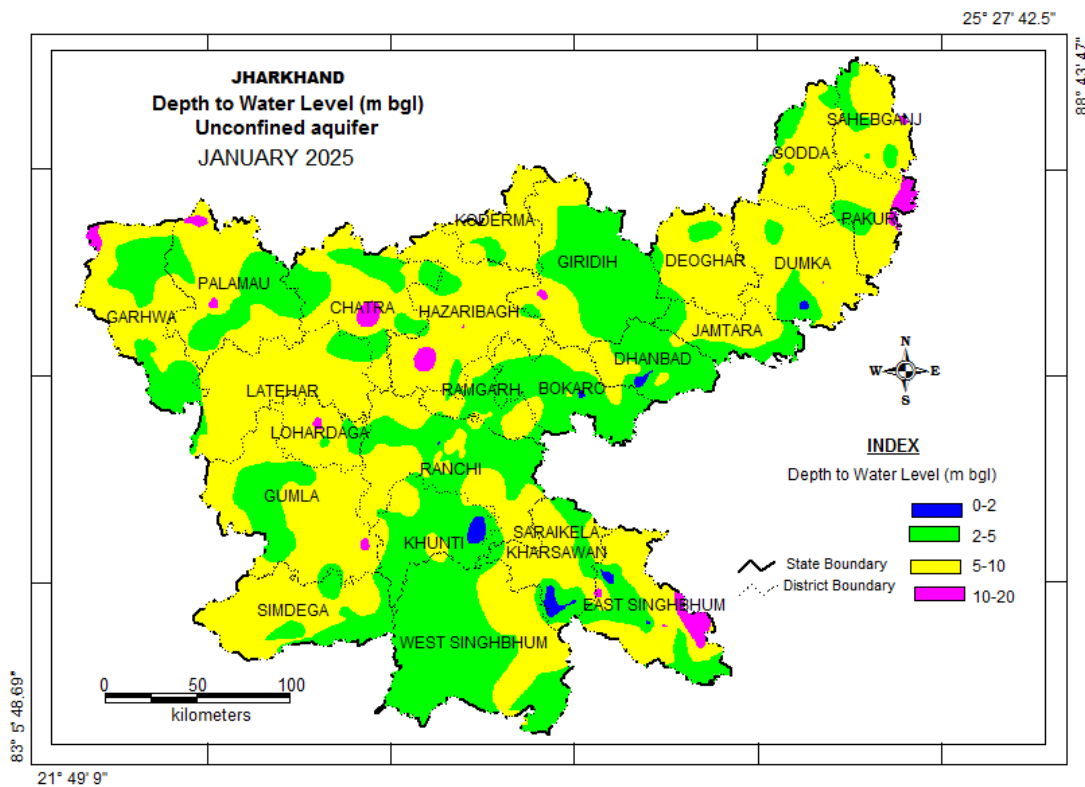 25° 27' 42.5"
88° 43' 47"
JHARKHAND
Depth to Water Level (m bgl)
Unconfined aquifer
JANUARY 2025
SAHEBGANJ
GODDA
KODERMA
PAKUR
GIRIDIH
DEOGHAR
DUMKA
PALAMAU
GARHWA
CHATRA
HAZARIBAGH
JAMTARA
DHANBAD
LATEHAR
RAMGARH
BOKARO
LOHARDAGA
RANCHI
GUMLA
KHUNTI
SARAIKELA
KHARSAWAN
SIMDEGA
EAST SINGHBHUM
WEST SINGHBHUM
N
W E
S
INDEX
Depth to Water Level (m bgl)
0-2
2-5
5-10
10-20
State Boundary
District Boundary
0 50 100
kilometers
83° 5' 48.69"
21° 49' 9"